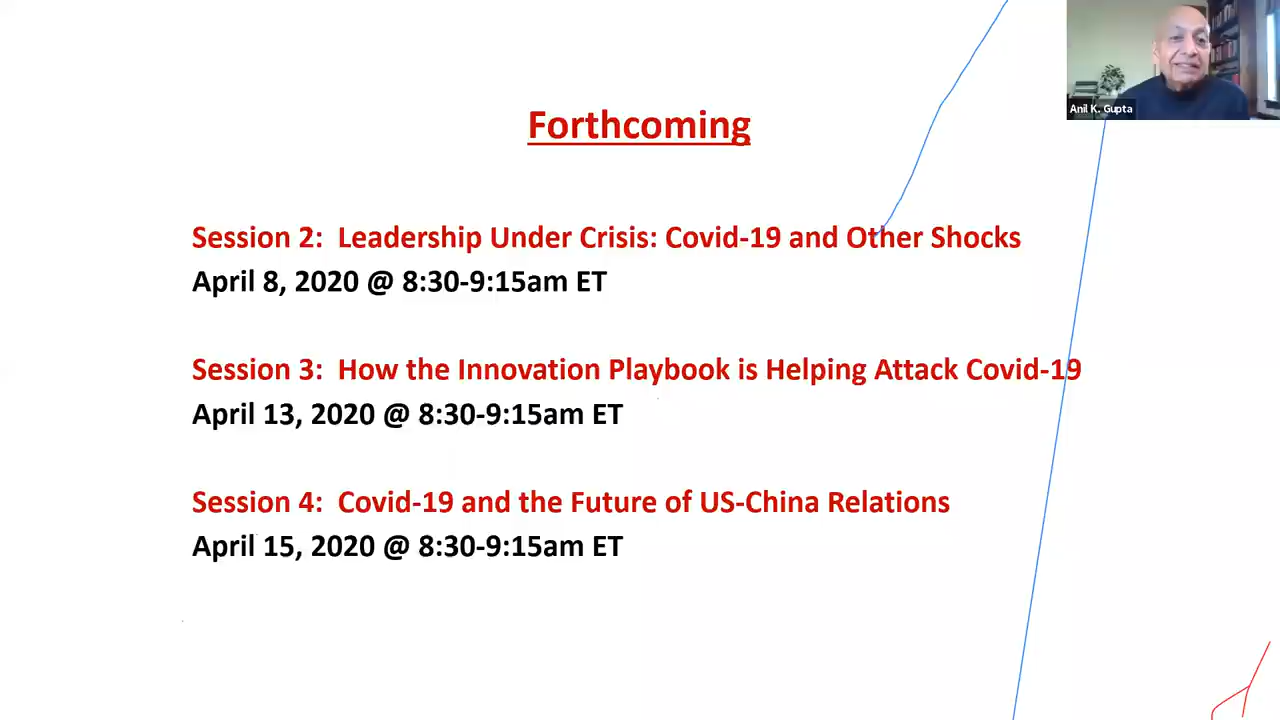 Forthcoming
Anil K. Gupta
Session 2: Leadership Under Crisis: Covid-19 and Other Shocks
April 8, 2020 @ 8:30-9:15am ET
Session 3: How the Innovation Playbook is Helping Attack Covid-19
April 13, 2020 @ 8:30-9:15am ET
Session 4: Covid-19 and the Future of US-China Relations
April 15, 2020 @ 8:30-9:15am ET